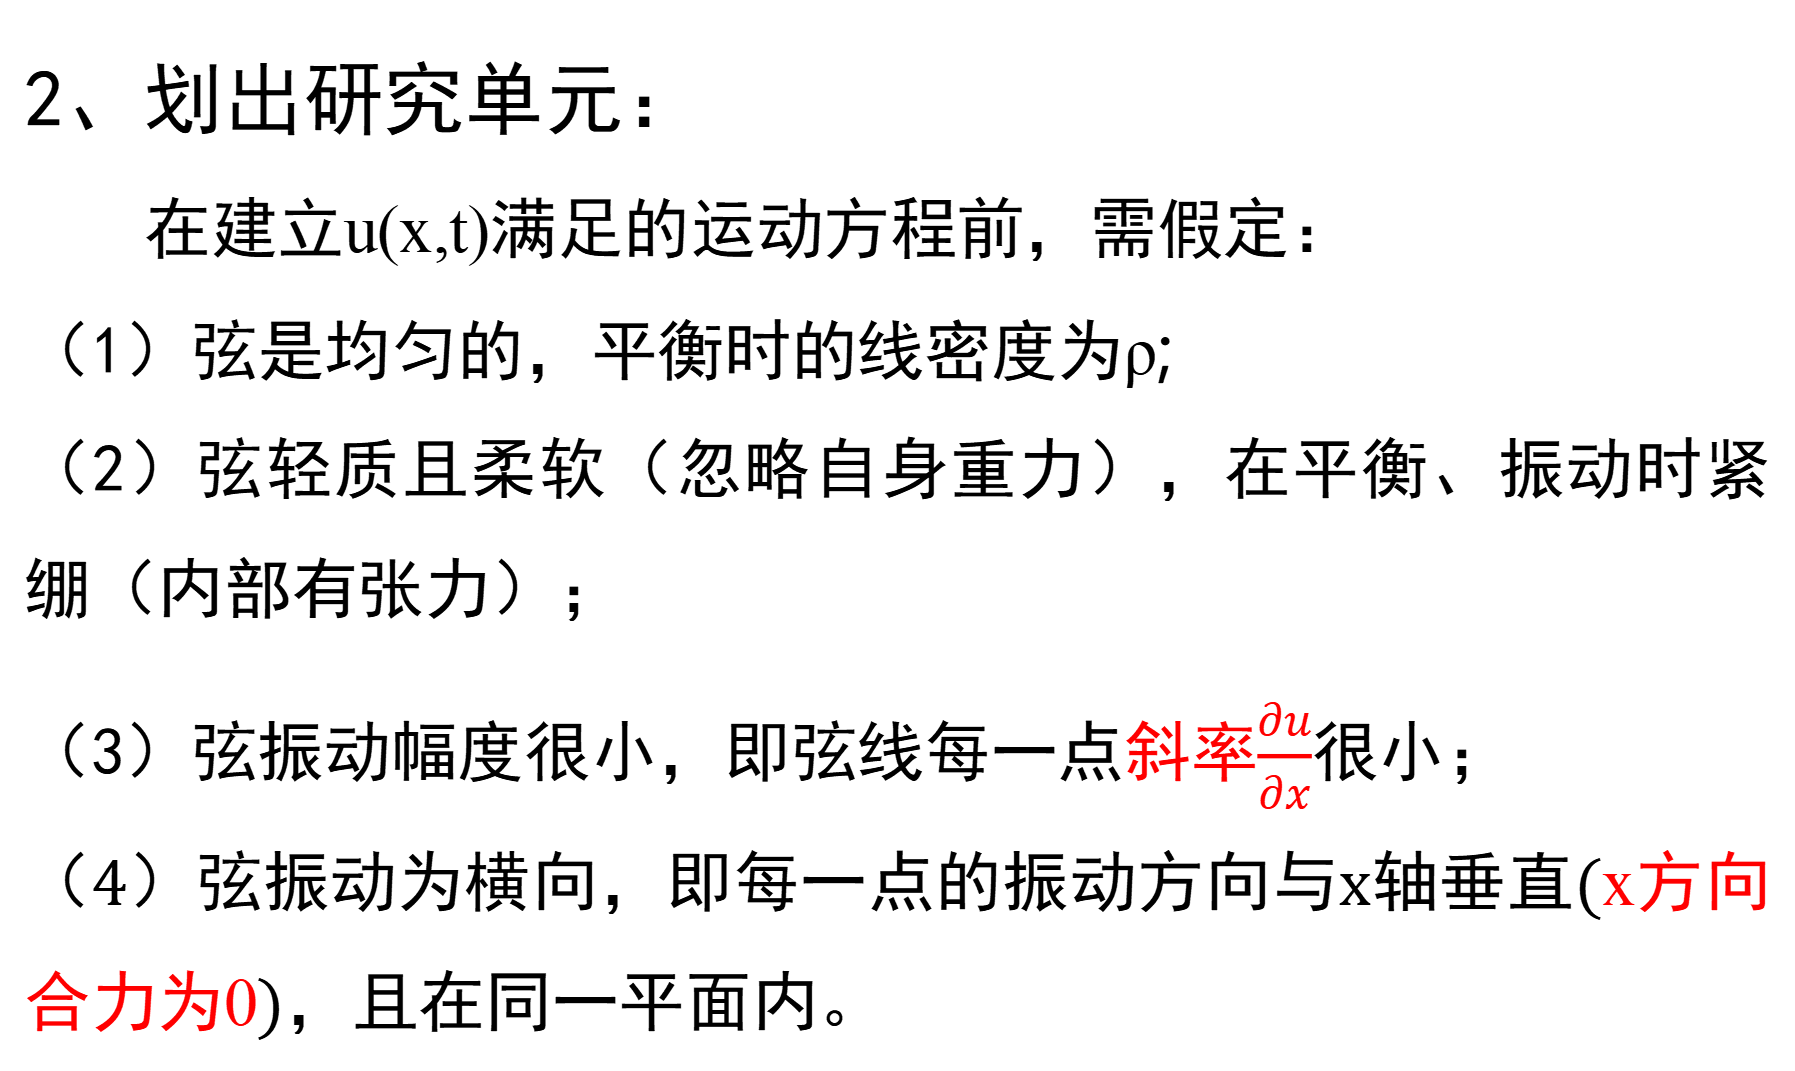 2、划出研究单元：
在建立u(x,t)满足的运动方程前，需假定：
（1）弦是均匀的，平衡时的线密度为ρ;
（2）弦轻质且柔软（忽略自身重力），在平衡、振动时紧
绷（内部有张力）；
（3）弦振动幅度很小，即弦线每一点斜率∂u/∂x很小；
（4）弦振动为横向，即每一点的振动方向与x轴垂直(x方向
合力为0)，且在同一平面内。